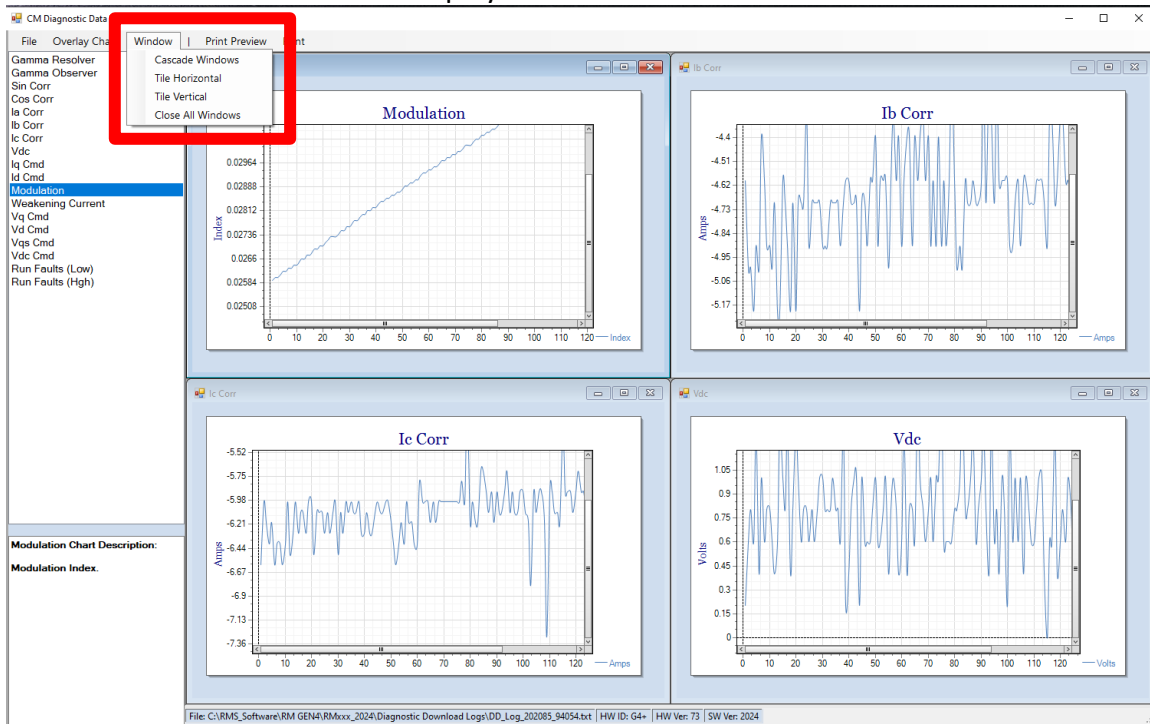 CM Diagnostic Data
File Overlay Cha Window | Print Preview nt
Cascade Windows
Tile Horizontal
Tile Vertical
Close All Windows
Gamma Resolver
Gamma Observer
Sin Corr
Cos Corr
Ia Corr
Ib Corr
Ic Corr
Vdc
Iq Cmd
Id Cmd
Modulation
Weakening Current
Vq Cmd
Vd Cmd
Vqs Cmd
Vdc Cmd
Run Faults (Low)
Run Faults (Hgh)
Modulation Chart Description:
Modulation Index.
Modulation
Index
0.02964
0.02888
0.02812
0.02736
0.0266
0.02584
0.02508
0 10 20 30 40 50 60 70 80 90 100 110 120
Index
Ib Corr
Ib Corr
Amps
-4.4
-4.51
-4.62
-4.73
-4.84
-4.95
-5.06
-5.17
0 10 20 30 40 50 60 70 80 90 100 110 120
Amps
Ic Corr
Ic Corr
Amps
-5.52
-5.75
-5.98
-6.21
-6.44
-6.67
-6.9
-7.13
-7.36
0 10 20 30 40 50 60 70 80 90 100 110 120
Amps
Vdc
Vdc
Volts
1.05
0.9
0.75
0.6
0.45
0.3
0.15
0
0 10 20 30 40 50 60 70 80 90 100 110 120
Volts
File: C:\RMS_Software\RM GEN4\RMxxx_2024\Diagnostic Download Logs\DD_Log_202085_94054.txt HW ID: G4+ HW Ver: 73 SW Ver: 2024